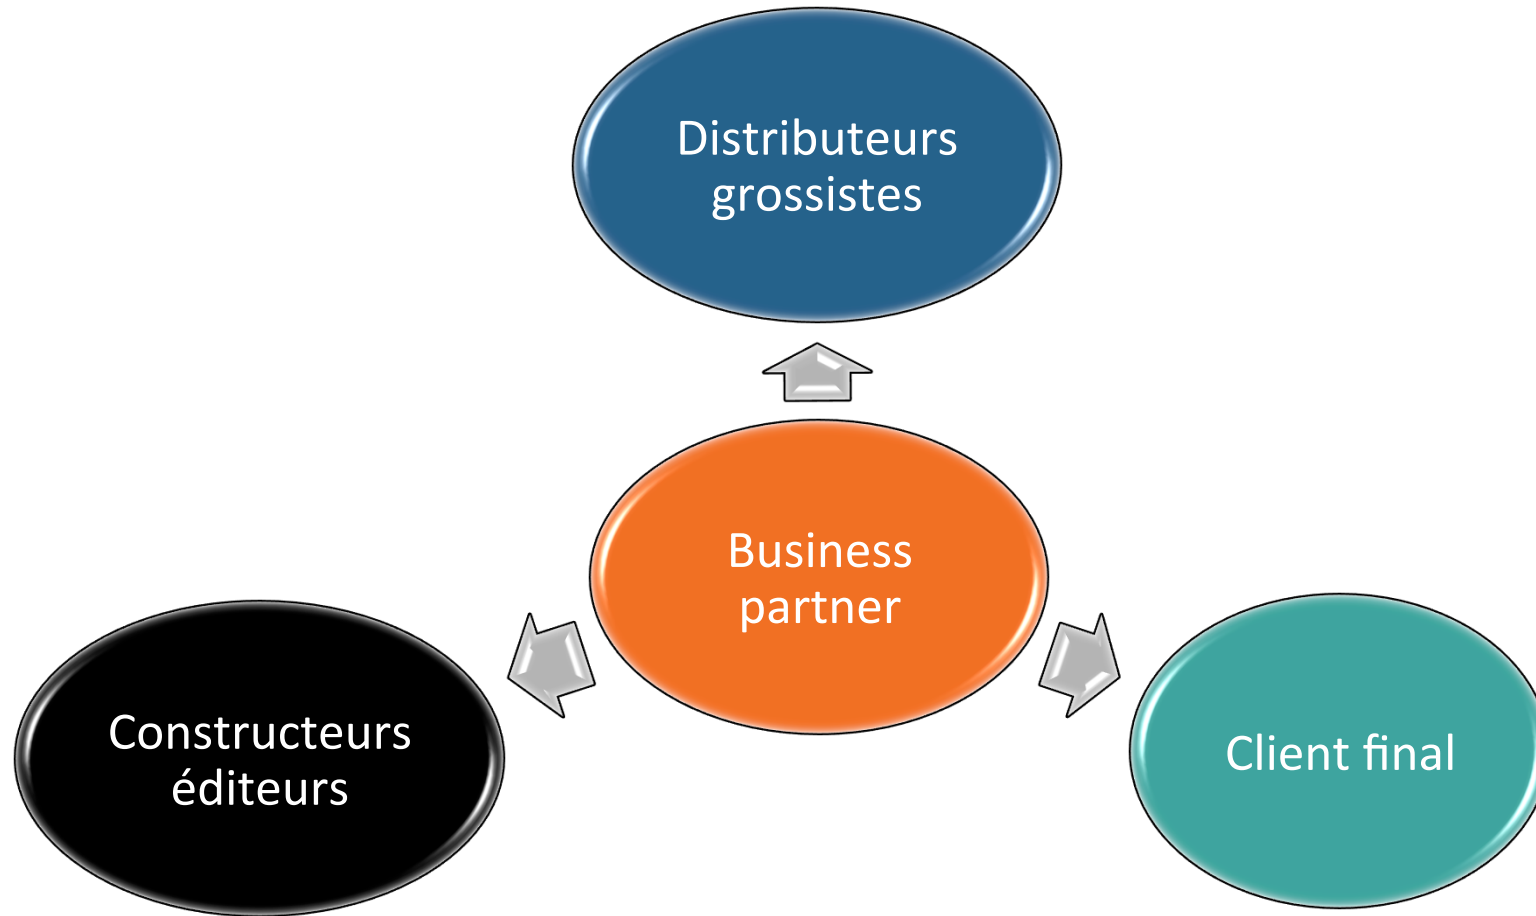 Distributeurs
grossistes
Business
partner
Constructeurs
éditeurs
Client final